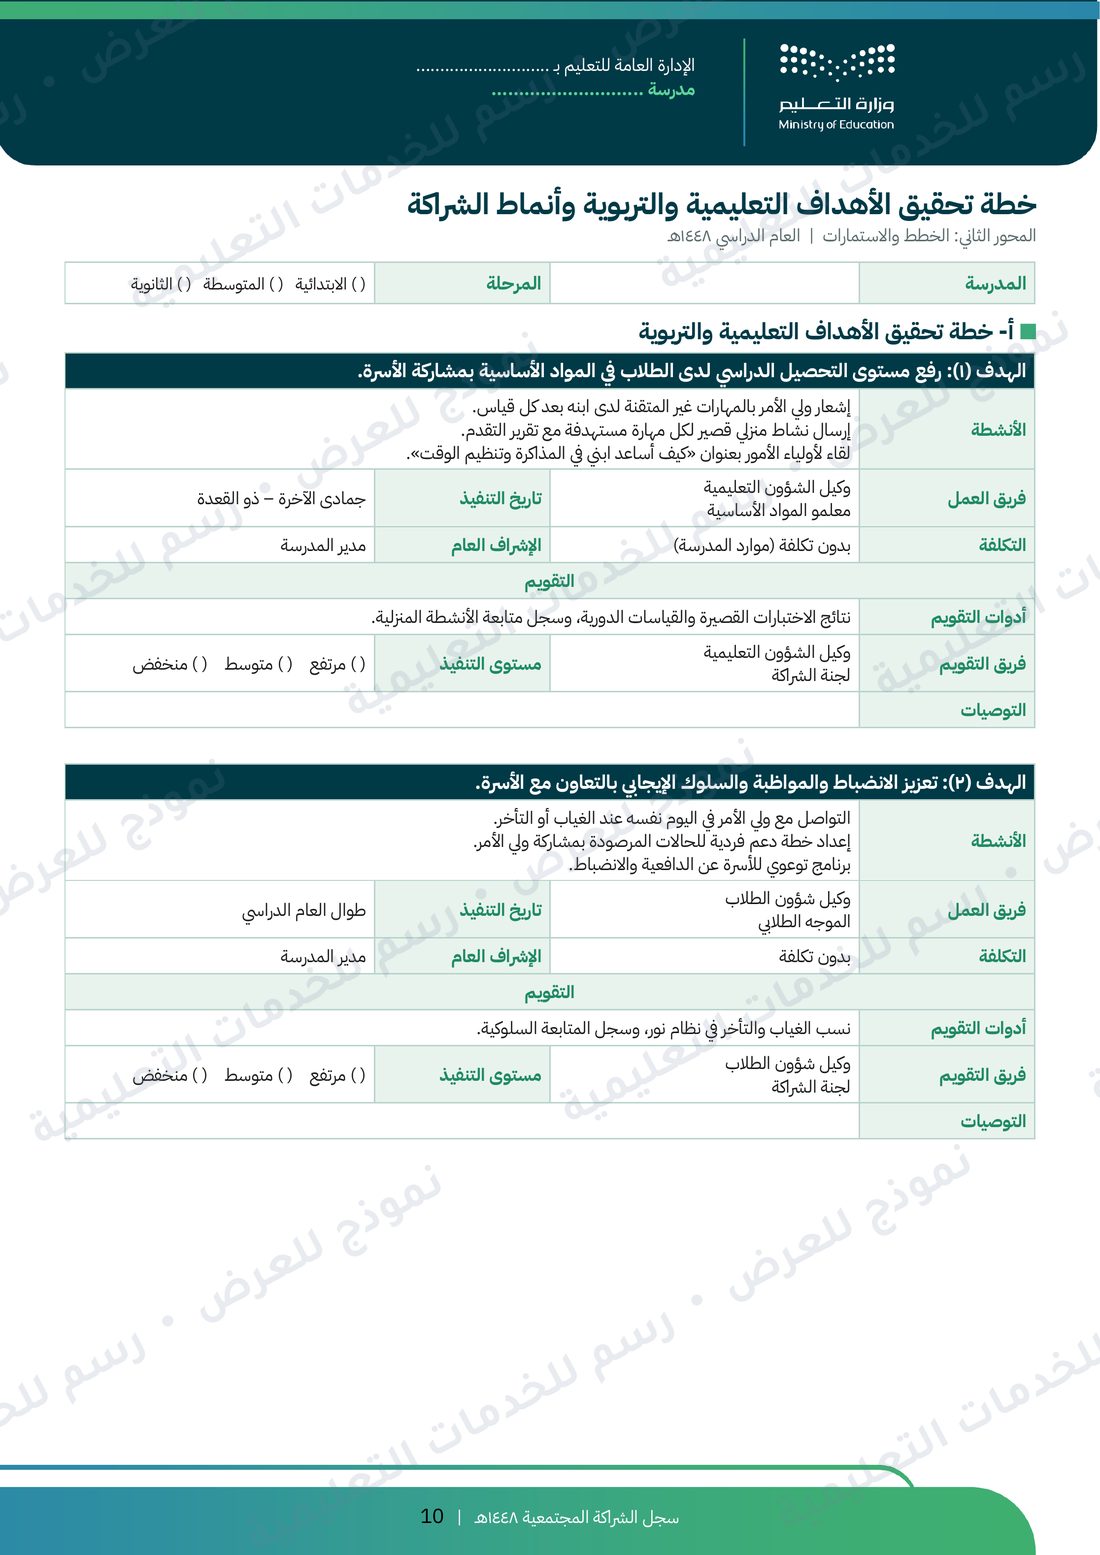 وزارة التعليم
Ministry of Education
الإدارة العامة للتعليم بـ ............................
مدرسة ............................
خطة تحقيق الأهداف التعليمية والتربوية وأنماط الشراكة
المحور الثاني: الخطط والاستمارات | العام الدراسي ١٤٤٨هـ
المدرسة
المرحلة
( ) الابتدائية ( ) المتوسطة ( ) الثانوية
أ- خطة تحقيق الأهداف التعليمية والتربوية
الهدف (١): رفع مستوى التحصيل الدراسي لدى الطلاب في المواد الأساسية بمشاركة الأسرة.
الأنشطة
إشعار ولي الأمر بالمهارات غير المتقنة لدى ابنه بعد كل قياس.
إرسال نشاط منزلي قصير لكل مهارة مستهدفة مع تقرير التقدم.
لقاء لأولياء الأمور بعنوان «كيف أساعد ابني في المذاكرة وتنظيم الوقت».
فريق العمل
وكيل الشؤون التعليمية
معلمو المواد الأساسية
تاريخ التنفيذ
جمادى الآخرة – ذو القعدة
التكلفة
بدون تكلفة (موارد المدرسة)
الإشراف العام
مدير المدرسة
التقويم
أدوات التقويم
نتائج الاختبارات القصيرة والقياسات الدورية، وسجل متابعة الأنشطة المنزلية.
فريق التقويم
وكيل الشؤون التعليمية
لجنة الشراكة
مستوى التنفيذ
( ) مرتفع ( ) متوسط ( ) منخفض
التوصيات
الهدف (٢): تعزيز الانضباط والمواظبة والسلوك الإيجابي بالتعاون مع الأسرة.
الأنشطة
التواصل مع ولي الأمر في اليوم نفسه عند الغياب أو التأخر.
إعداد خطة دعم فردية للحالات المرصودة بمشاركة ولي الأمر.
برنامج توعوي للأسرة عن الدافعية والانضباط.
فريق العمل
وكيل شؤون الطلاب
الموجه الطلابي
تاريخ التنفيذ
طوال العام الدراسي
التكلفة
بدون تكلفة
الإشراف العام
مدير المدرسة
التقويم
أدوات التقويم
نسب الغياب والتأخر في نظام نور، وسجل المتابعة السلوكية.
فريق التقويم
وكيل شؤون الطلاب
لجنة الشراكة
مستوى التنفيذ
( ) مرتفع ( ) متوسط ( ) منخفض
التوصيات
نموذج للعرض • رسم للخدمات التعليمية
سجل الشراكة المجتمعية ١٤٤٨هـ | 10